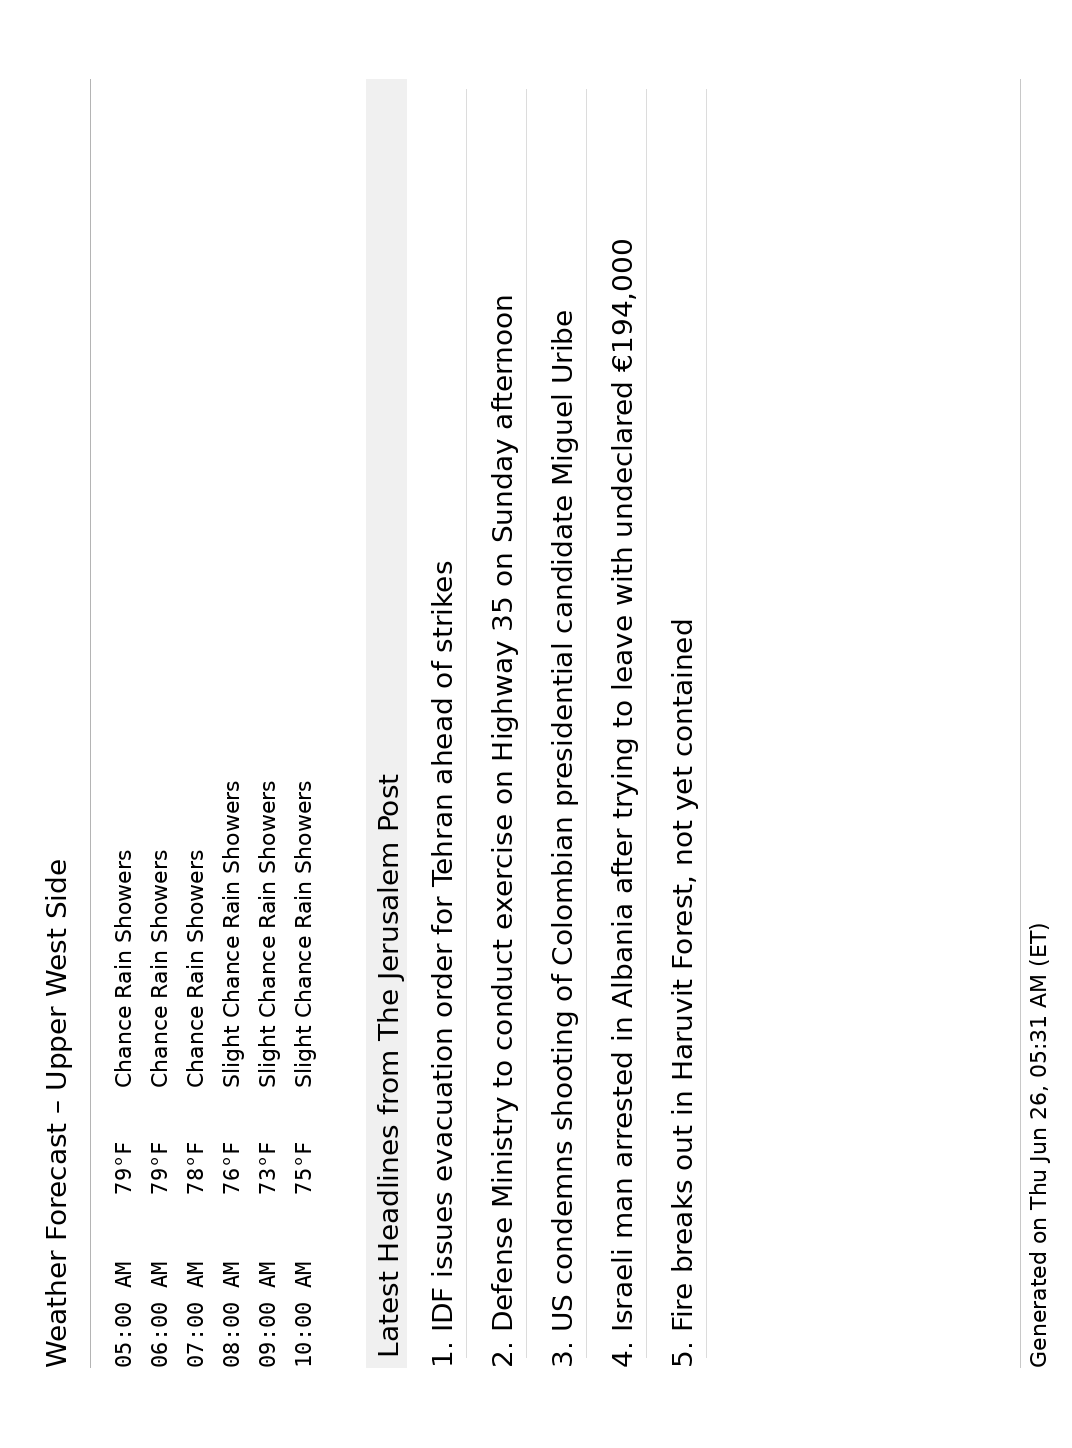 Weather Forecast – Upper West Side
05:00 AM 79°F Chance Rain Showers
06:00 AM 79°F Chance Rain Showers
07:00 AM 78°F Chance Rain Showers
08:00 AM 76°F Slight Chance Rain Showers
09:00 AM 73°F Slight Chance Rain Showers
10:00 AM 75°F Slight Chance Rain Showers
Latest Headlines from The Jerusalem Post
1. IDF issues evacuation order for Tehran ahead of strikes
2. Defense Ministry to conduct exercise on Highway 35 on Sunday afternoon
3. US condemns shooting of Colombian presidential candidate Miguel Uribe
4. Israeli man arrested in Albania after trying to leave with undeclared €194,000
5. Fire breaks out in Haruvit Forest, not yet contained
Generated on Thu Jun 26, 05:31 AM (ET)